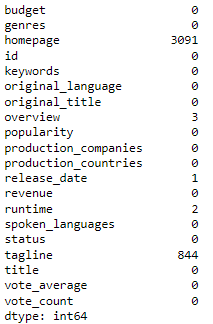 budget 0
genres 0
homepage 3091
id 0
keywords 0
original_language 0
original_title 0
overview 3
popularity 0
production_companies 0
production_countries 0
release_date 1
revenue 0
runtime 2
spoken_languages 0
status 0
tagline 844
title 0
vote_average 0
vote_count 0
dtype: int64